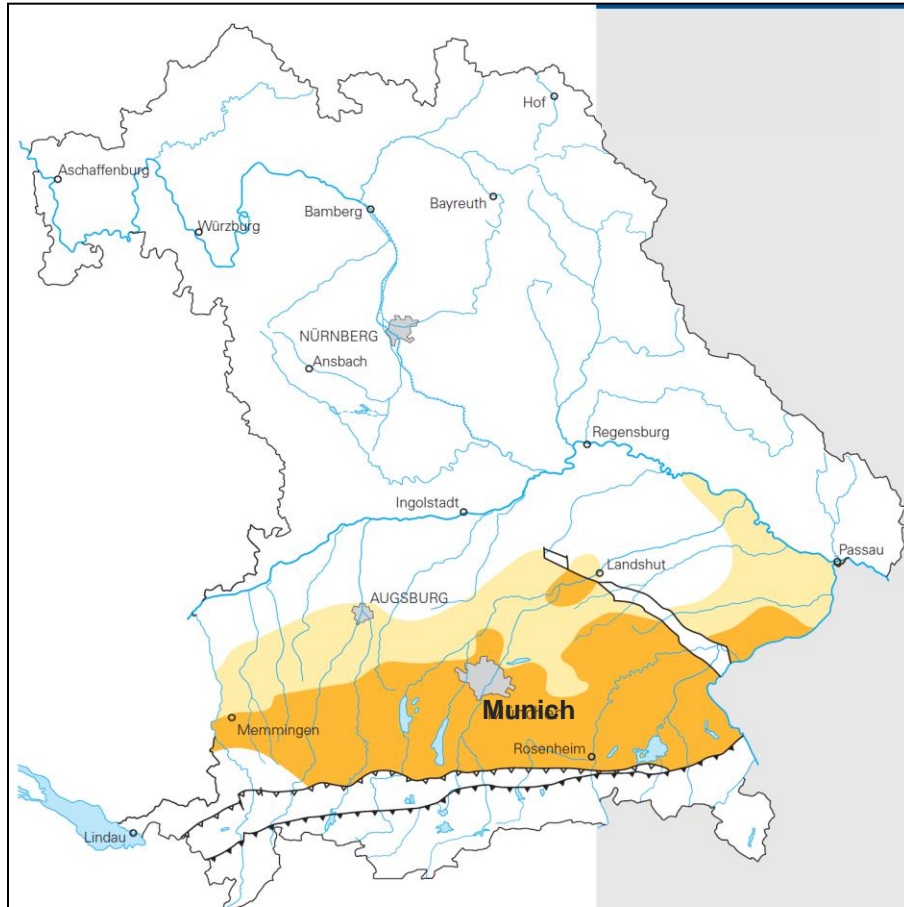 Hof
Aschaffenburg
Bayreuth
Bamberg
Würzburg
NÜRNBERG
Ansbach
Regensburg
Ingolstadt
Passau
Landshut
AUGSBURG
Munich
Memmingen
Rosenheim
Lindau